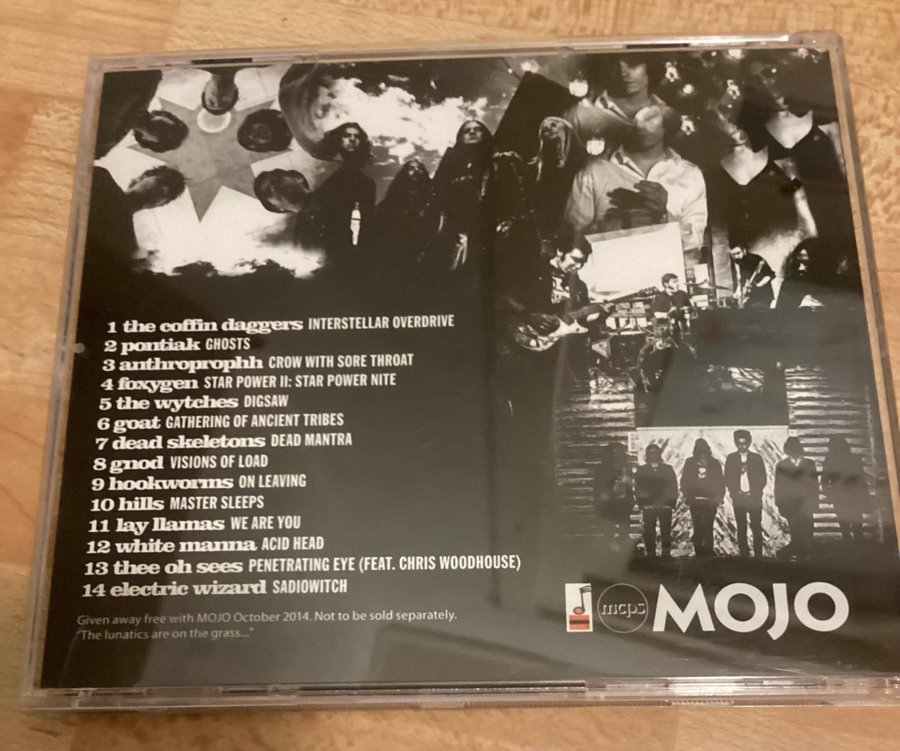 1 the coffin daggers INTERSTELLAR OVERDRIVE
2 pontiak GHOSTS
3 anthroprophh CROW WITH SORE THROAT
4 foxygen STAR POWER II: STAR POWER NITE
5 the wytches DIGSAW
6 goat GATHERING OF ANCIENT TRIBES
7 dead skeletons DEAD MANTRA
8 gnod VISIONS OF LOAD
9 hookworms ON LEAVING
10 hills MASTER SLEEPS
11 lay llamas WE ARE YOU
12 white manna ACID HEAD
13 thee oh sees PENETRATING EYE (FEAT. CHRIS WOODHOUSE)
14 electric wizard SADIOWITCH
Given away free with MOJO October 2014. Not to be sold separately.
"The lunatics are on the grass..."
mcps MOJO